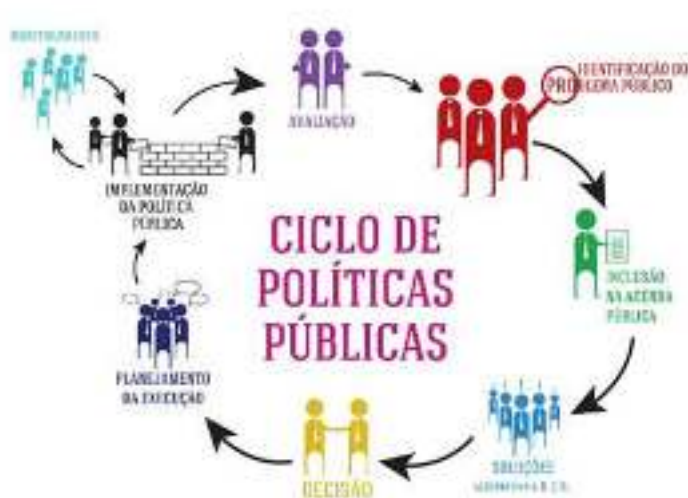 MONITORAMENTO
AVALIAÇÃO
IDENTIFICAÇÃO DO
PROBLEMA PÚBLICO
IMPLEMENTAÇÃO
DA POLÍTICA
PÚBLICA
CICLO DE
POLÍTICAS
PÚBLICAS
INCLUSÃO
NA AGENDA
PÚBLICA
PLANEJAMENTO
DA EXECUÇÃO
DECISÃO
SOLUÇÕES